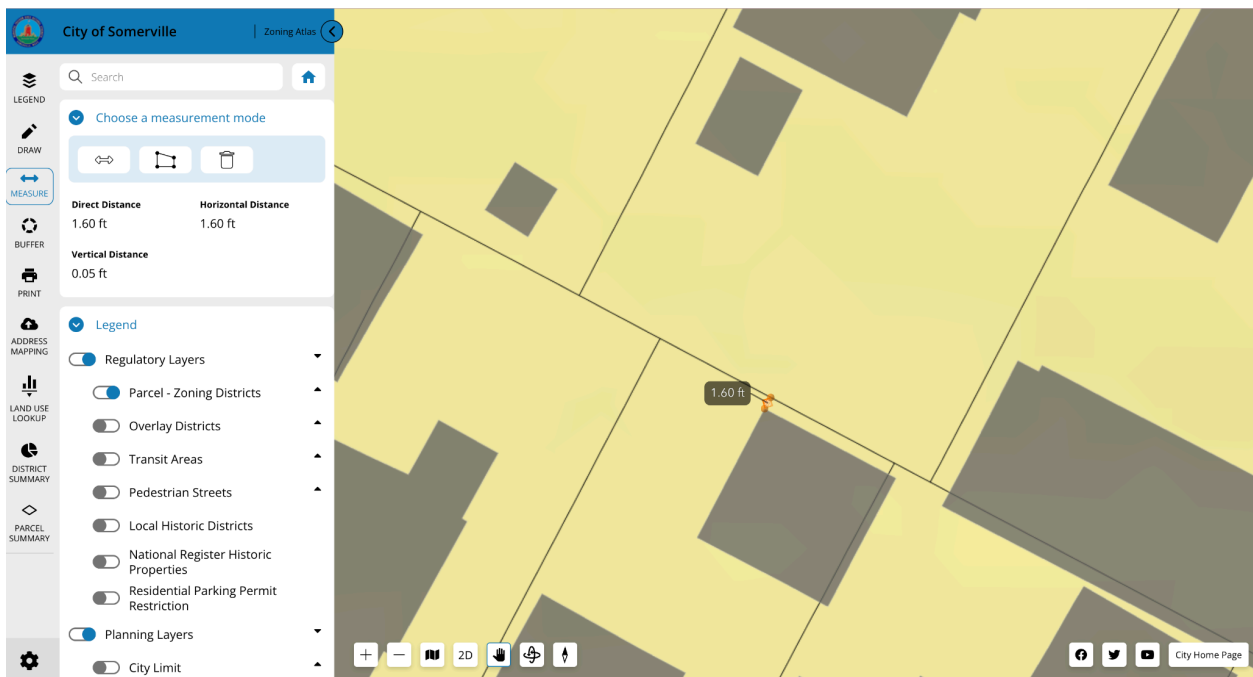 City of Somerville
Zoning Atlas
Search
LEGEND
DRAW
MEASURE
BUFFER
PRINT
ADDRESS
MAPPING
LAND USE
LOOKUP
DISTRICT
SUMMARY
PARCEL
SUMMARY
Choose a measurement mode
Direct Distance
Horizontal Distance
1.60 ft
1.60 ft
Vertical Distance
0.05 ft
Legend
Regulatory Layers
Parcel - Zoning Districts
Overlay Districts
Transit Areas
Pedestrian Streets
Local Historic Districts
National Register Historic
Properties
Residential Parking Permit
Restriction
Planning Layers
City Limit
1.60 ft
2D
City Home Page